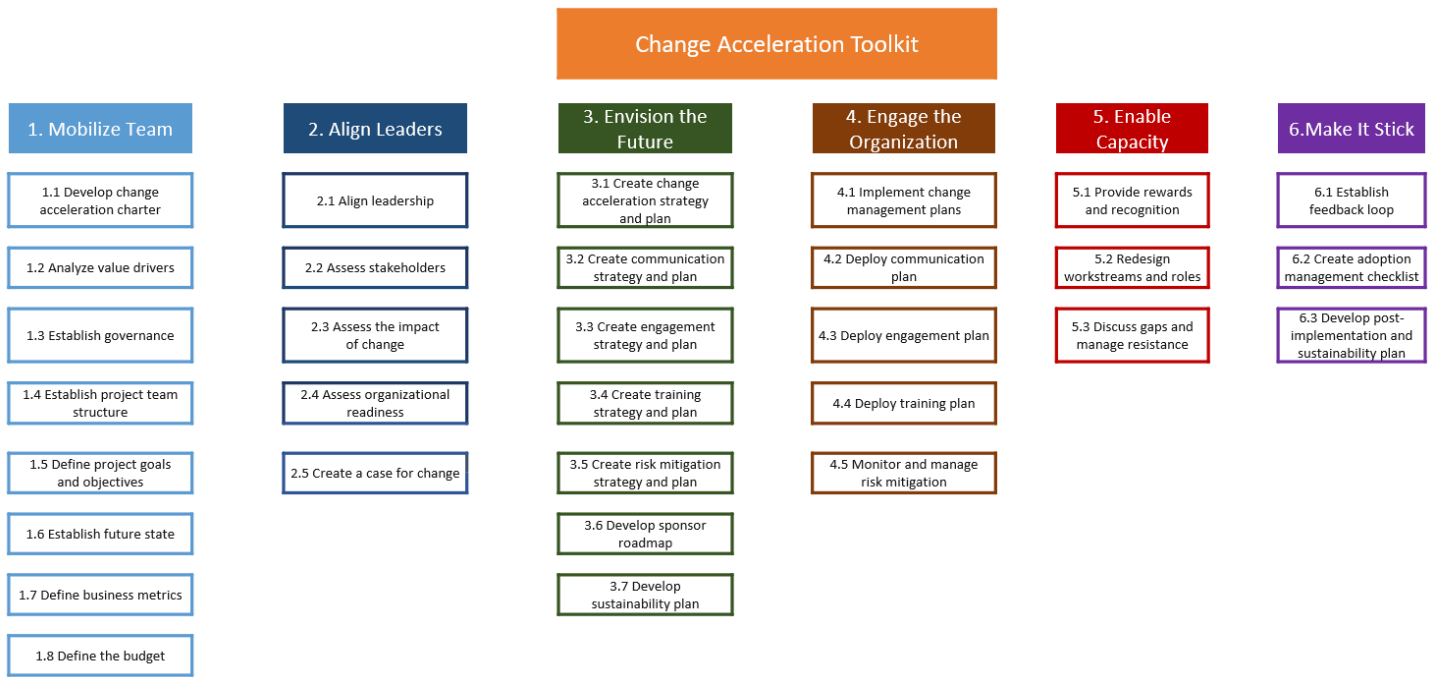 Change Acceleration Toolkit
1. Mobilize Team
1.1 Develop change
acceleration charter
1.2 Analyze value drivers
1.3 Establish governance
1.4 Establish project team
structure
1.5 Define project goals
and objectives
1.6 Establish future state
1.7 Define business metrics
1.8 Define the budget
2. Align Leaders
2.1 Align leadership
2.2 Assess stakeholders
2.3 Assess the impact
of change
2.4 Assess organizational
readiness
2.5 Create a case for change
3. Envision the
Future
3.1 Create change
acceleration strategy
and plan
3.2 Create communication
strategy and plan
3.3 Create engagement
strategy and plan
3.4 Create training
strategy and plan
3.5 Create risk mitigation
strategy and plan
3.6 Develop sponsor
roadmap
3.7 Develop
sustainability plan
4. Engage the
Organization
4.1 Implement change
management plans
4.2 Deploy communication
plan
4.3 Deploy engagement plan
4.4 Deploy training plan
4.5 Monitor and manage
risk mitigation
5. Enable
Capacity
5.1 Provide rewards
and recognition
5.2 Redesign
workstreams and roles
5.3 Discuss gaps and
manage resistance
6.Make It Stick
6.1 Establish
feedback loop
6.2 Create adoption
management checklist
6.3 Develop post-
implementation and
sustainability plan